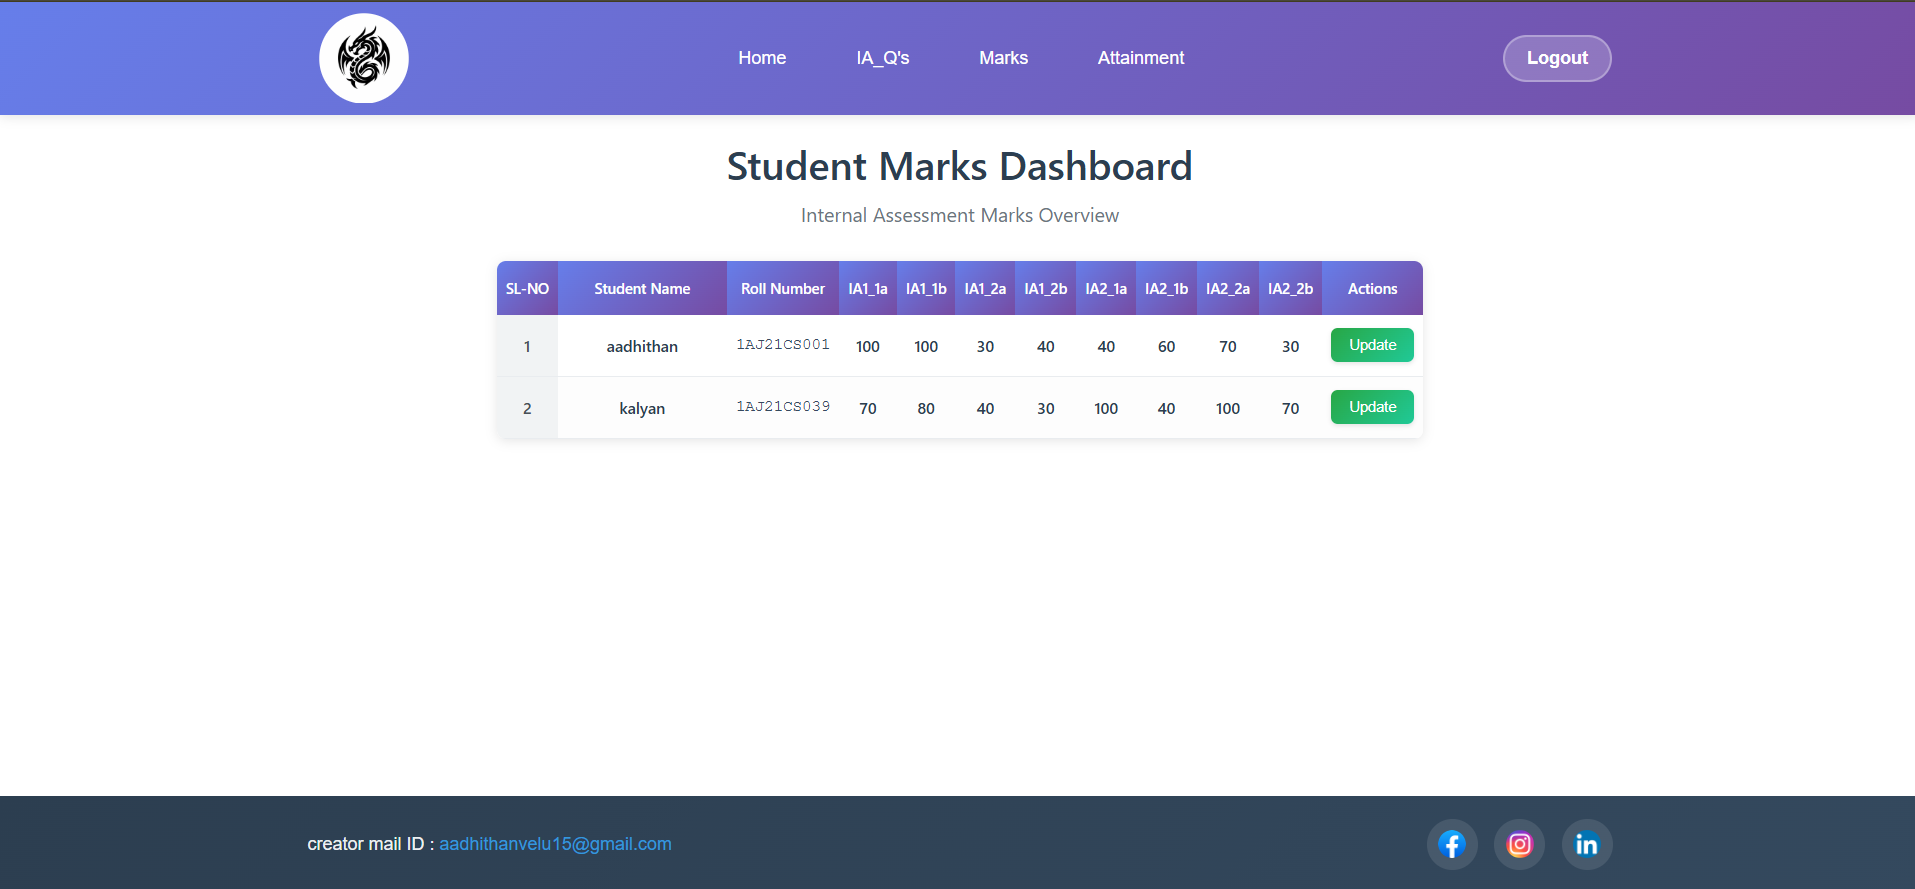 Home IA_Q's Marks Attainment Logout
Student Marks Dashboard
Internal Assessment Marks Overview
SL-NO Student Name Roll Number IA1_1a IA1_1b IA1_2a IA1_2b IA2_1a IA2_1b IA2_2a IA2_2b Actions
1 aadhithan 1AJ21CS001 100 100 30 40 40 60 70 30 Update
2 kalyan 1AJ21CS039 70 80 40 30 100 40 100 70 Update
creator mail ID : aadhithanvelu15@gmail.com